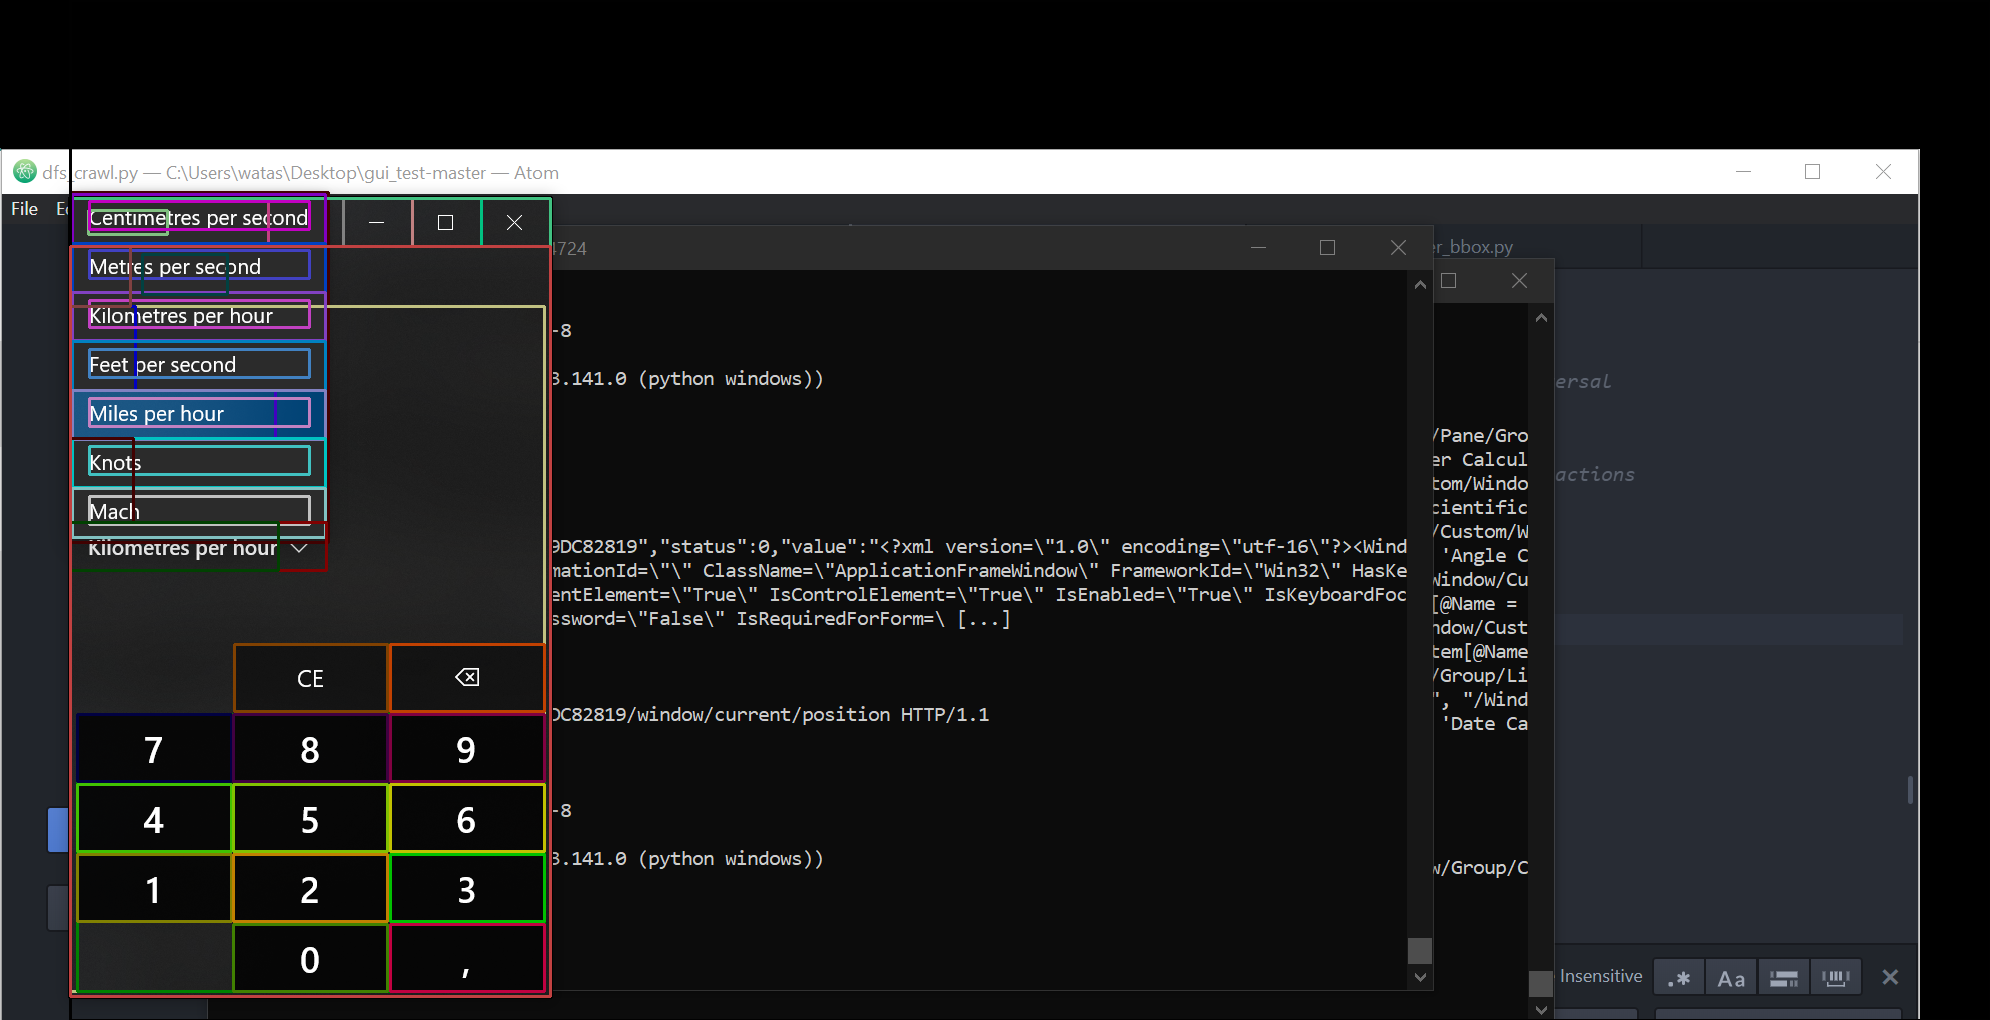 dfs_crawl.py — C:\Users\watas\Desktop\gui_test-master — Atom
File
Centimetres per second
Metres per second
Kilometres per hour
Feet per second
Miles per hour
Knots
Mach
Kilometres per hour
CE
7 8 9
4 5 6
1 2 3
0 ,
4724
-8
3.141.0 (python windows))
9DC82819","status":0,"value":"<?xml version=\"1.0\" encoding=\"utf-16\"?><Wind
mationId=\"\" ClassName=\"ApplicationFrameWindow\" FrameworkId=\"Win32\" HasKe
entElement=\"True\" IsControlElement=\"True\" IsEnabled=\"True\" IsKeyboardFoc
ssword=\"False\" IsRequiredForForm=\ [...]
DC82819/window/current/position HTTP/1.1
-8
3.141.0 (python windows))
er_bbox.py
/Pane/Gro
er Calcul
tom/Windo
cientific
/Custom/W
'Angle C
Window/Cu
[@Name =
ndow/Cust
tem[@Name
/Group/Li
", "/Wind
'Date Ca
w/Group/C
ersal
actions
Insensitive
.* Aa